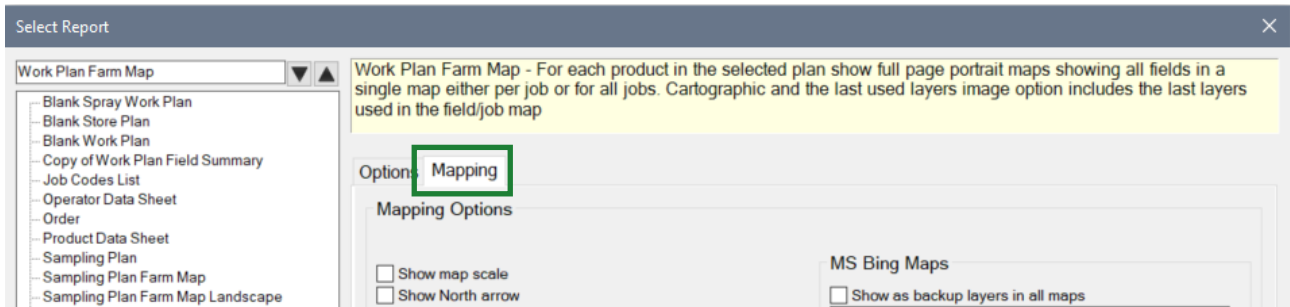 Select Report
Work Plan Farm Map
Work Plan Farm Map - For each product in the selected plan show full page portrait maps showing all fields in a
single map either per job or for all jobs. Cartographic and the last used layers image option includes the last layers
used in the field/job map
Blank Spray Work Plan
Blank Store Plan
Blank Work Plan
Copy of Work Plan Field Summary
Job Codes List
Operator Data Sheet
Order
Product Data Sheet
Sampling Plan
Sampling Plan Farm Map
Sampling Plan Farm Map Landscape
Options Mapping
Mapping Options
Show map scale
Show North arrow
MS Bing Maps
Show as backup layers in all maps